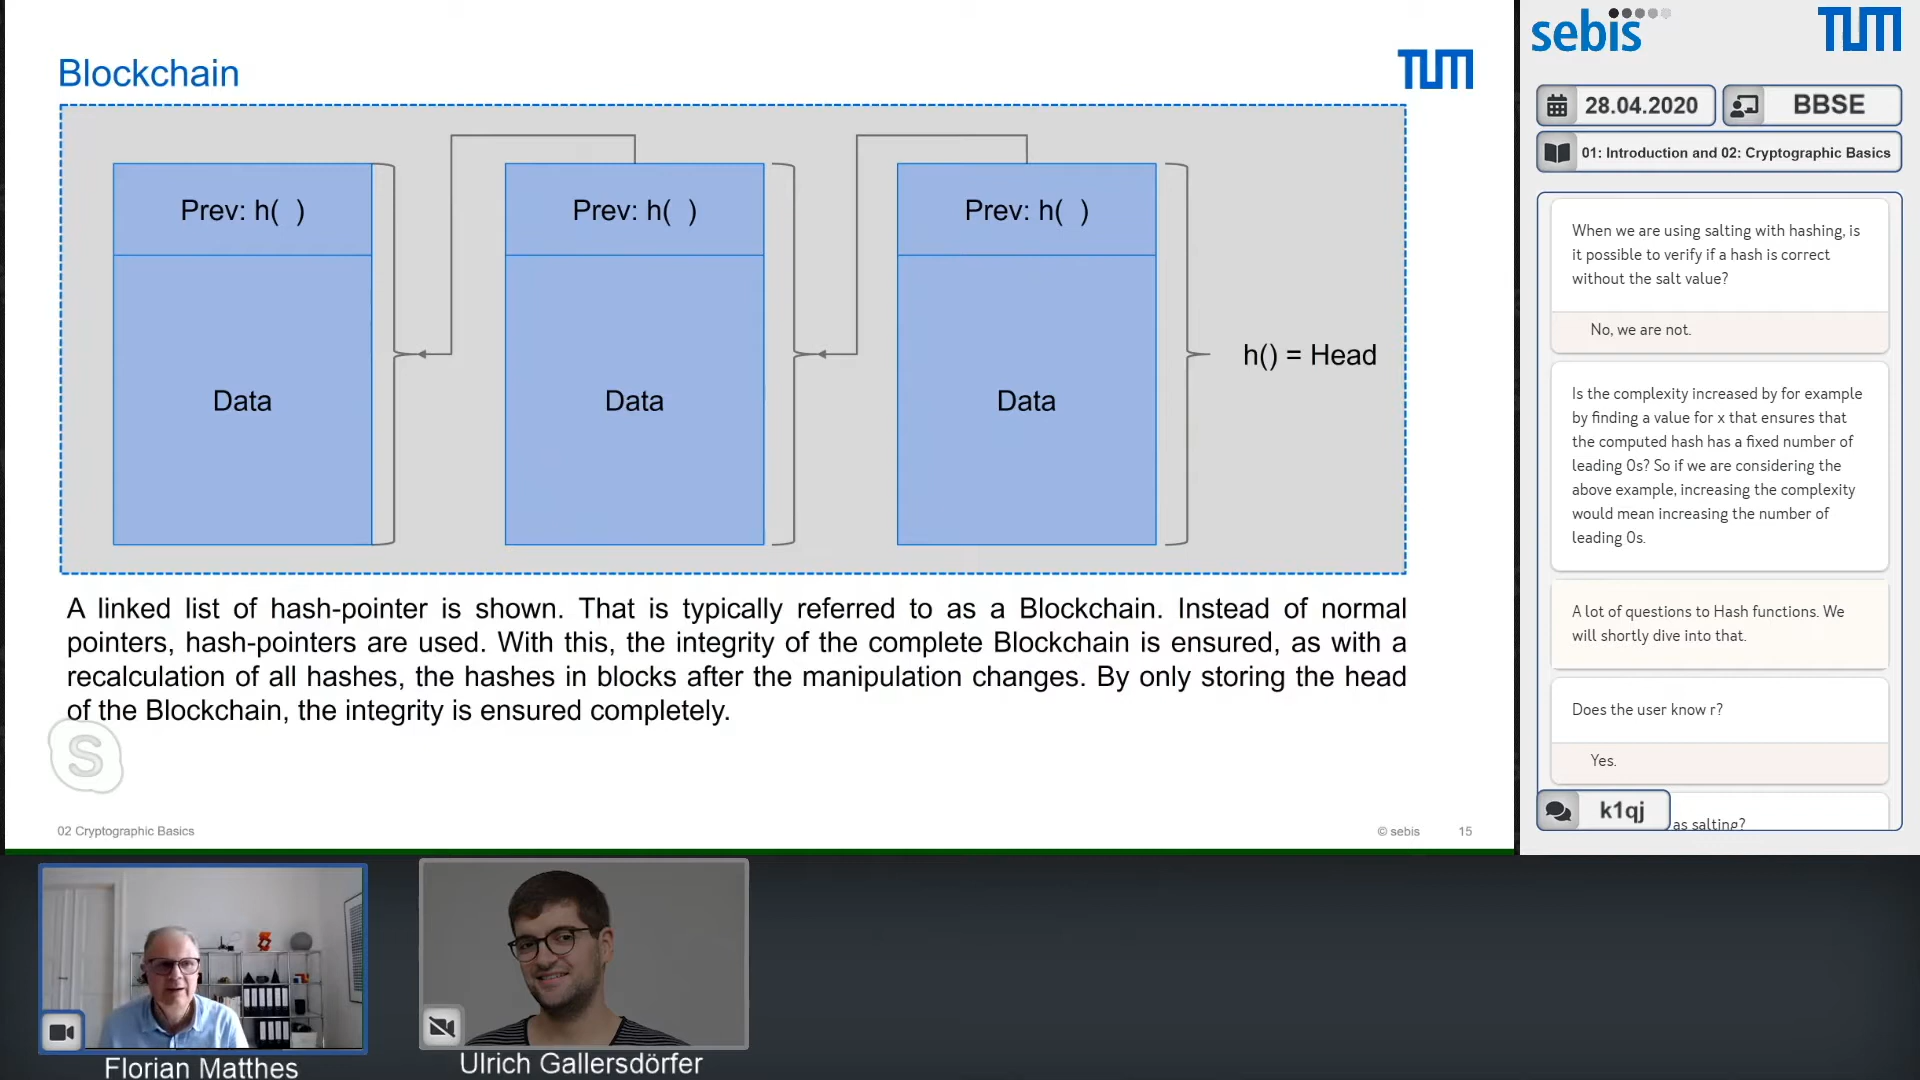 Blockchain
TUM
Prev: h( )
Prev: h( )
Prev: h( )
Data
Data
Data
h() = Head
A linked list of hash-pointer is shown. That is typically referred to as a Blockchain. Instead of normal
pointers, hash-pointers are used. With this, the integrity of the complete Blockchain is ensured, as with a
recalculation of all hashes, the hashes in blocks after the manipulation changes. By only storing the head
of the Blockchain, the integrity is ensured completely.
S
02 Cryptographic Basics
© sebis
15
sebis
TUM
28.04.2020
BBSE
01: Introduction and 02: Cryptographic Basics
When we are using salting with hashing, is
it possible to verify if a hash is correct
without the salt value?
No, we are not.
Is the complexity increased by for example
by finding a value for x that ensures that
the computed hash has a fixed number of
leading 0s? So if we are considering the
above example, increasing the complexity
would mean increasing the number of
leading 0s.
A lot of questions to Hash functions. We
will shortly dive into that.
Does the user know r?
Yes.
k1qj
as salting?
Florian Matthes
Ulrich Gallersdörfer